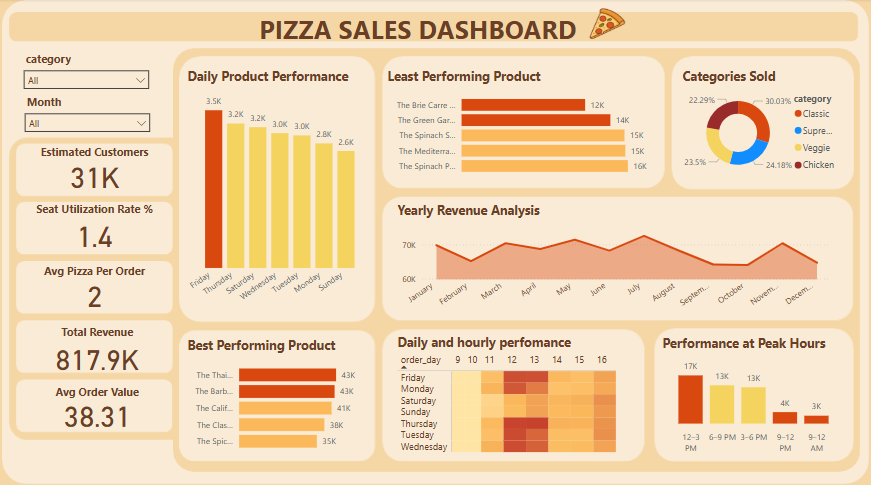 PIZZA SALES DASHBOARD
category
All
Month
All
Estimated Customers
31K
Seat Utilization Rate %
1.4
Avg Pizza Per Order
2
Total Revenue
817.9K
Avg Order Value
38.31
Daily Product Performance
3.5K
3.2K
3.2K
3.0K
3.0K
2.8K
2.6K
Friday
Thursday
Saturday
Wednesday
Tuesday
Monday
Sunday
Least Performing Product
The Brie Carre ... 12K
The Green Gar... 14K
The Spinach S... 15K
The Mediterra... 15K
The Spinach P... 16K
Categories Sold
22.29%
30.03%
23.5%
24.18%
category
Classic
Supre...
Veggie
Chicken
Yearly Revenue Analysis
70K
60K
January
February
March
April
May
June
July
August
Septem...
October
Novem...
Decem...
Best Performing Product
The Thai... 43K
The Barb... 43K
The Calif... 41K
The Clas... 38K
The Spic... 35K
Daily and hourly perfomance
order_day 9 10 11 12 13 14 15 16
Friday
Monday
Saturday
Sunday
Thursday
Tuesday
Wednesday
Performance at Peak Hours
17K
13K
13K
4K
3K
12–3 PM
6–9 PM
3–6 PM
9–12 PM
9–12 AM